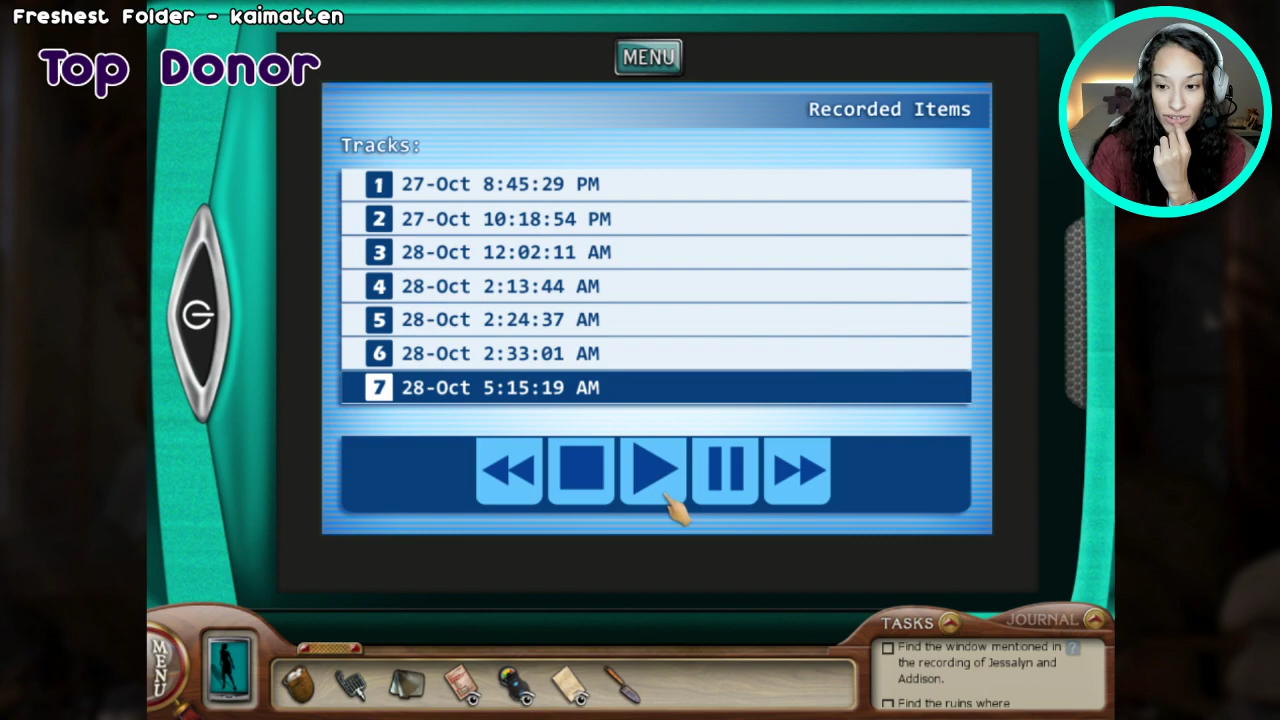 Freshest Folder - kaimatten
Top Donor
MENU
Recorded Items
Tracks:
1 27-Oct 8:45:29 PM
2 27-Oct 10:18:54 PM
3 28-Oct 12:02:11 AM
4 28-Oct 2:13:44 AM
5 28-Oct 2:24:37 AM
6 28-Oct 2:33:01 AM
7 28-Oct 5:15:19 AM
MENU
TASKS
JOURNAL
Find the window mentioned in ?
the recording of Jessalyn and
Addison.
Find the ruins where